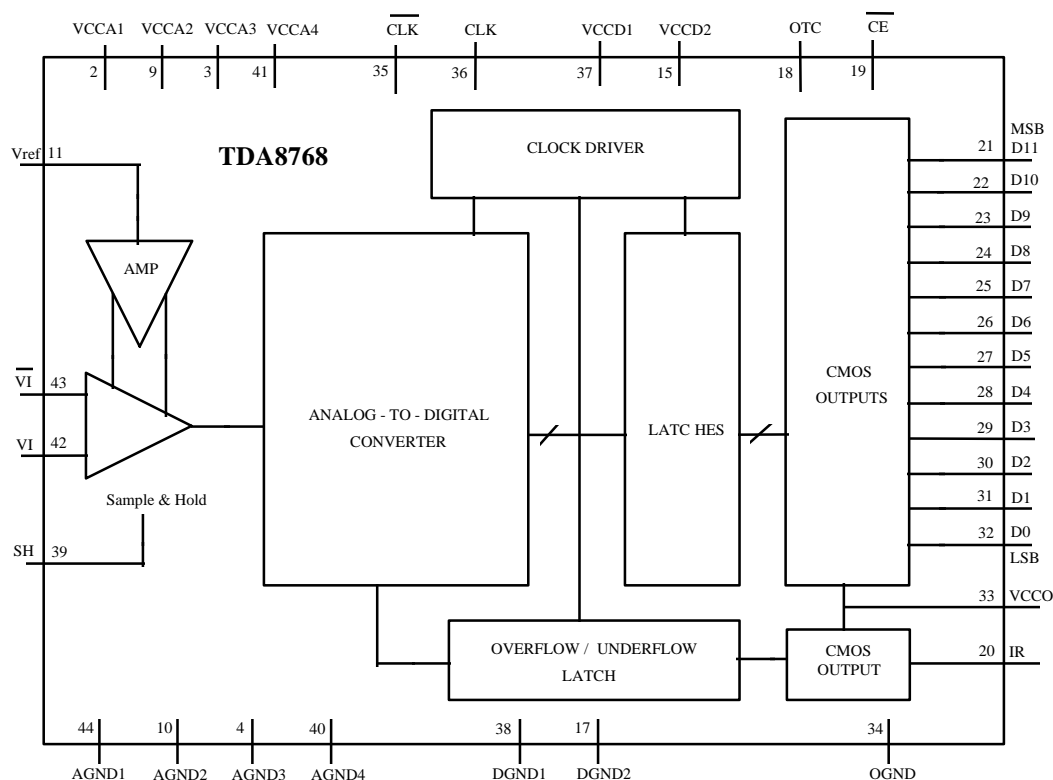 VCCA1 VCCA2 VCCA3 VCCA4 CLK CLK VCCD1 VCCD2 OTC CE
2 9 3 41 35 36 37 15 18 19
TDA8768
CLOCK DRIVER
Vref 11
AMP
VI 43
VI 42
Sample & Hold
SH 39
ANALOG - TO - DIGITAL
CONVERTER
LATC HES
CMOS
OUTPUTS
MSB
21 D11
22 D10
23 D9
24 D8
25 D7
26 D6
27 D5
28 D4
29 D3
30 D2
31 D1
32 D0
LSB
33 VCCO
OVERFLOW / UNDERFLOW
LATCH
CMOS
OUTPUT
20 IR
44 10 4 40 38 17 34
AGND1 AGND2 AGND3 AGND4 DGND1 DGND2 OGND